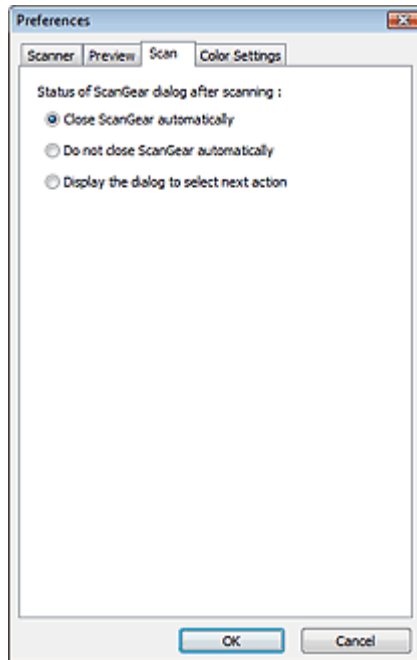 Preferences
Scanner Preview Scan Color Settings
Status of ScanGear dialog after scanning :
Close ScanGear automatically
Do not close ScanGear automatically
Display the dialog to select next action
OK Cancel